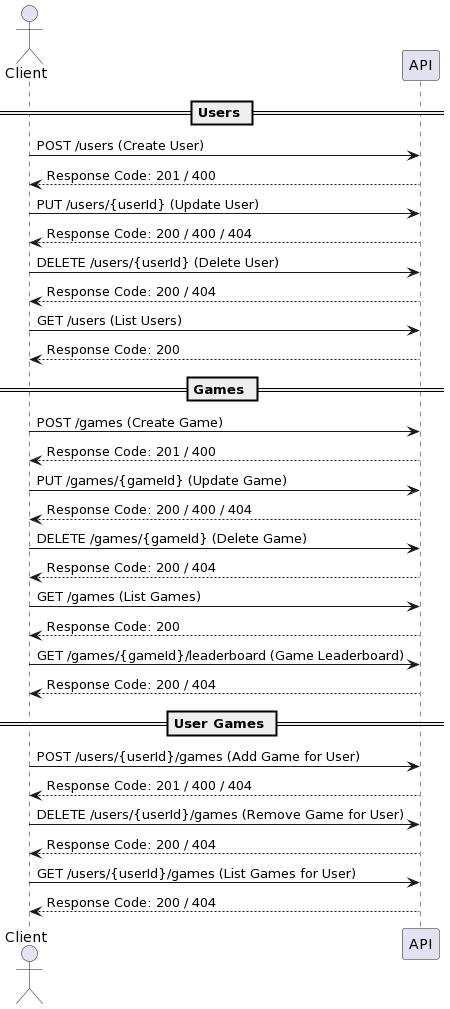 Client
API
Users
POST /users (Create User)
Response Code: 201 / 400
PUT /users/{userId} (Update User)
Response Code: 200 / 400 / 404
DELETE /users/{userId} (Delete User)
Response Code: 200 / 404
GET /users (List Users)
Response Code: 200
Games
POST /games (Create Game)
Response Code: 201 / 400
PUT /games/{gameId} (Update Game)
Response Code: 200 / 400 / 404
DELETE /games/{gameId} (Delete Game)
Response Code: 200 / 404
GET /games (List Games)
Response Code: 200
GET /games/{gameId}/leaderboard (Game Leaderboard)
Response Code: 200 / 404
User Games
POST /users/{userId}/games (Add Game for User)
Response Code: 201 / 400 / 404
DELETE /users/{userId}/games (Remove Game for User)
Response Code: 200 / 404
GET /users/{userId}/games (List Games for User)
Response Code: 200 / 404
Client
API